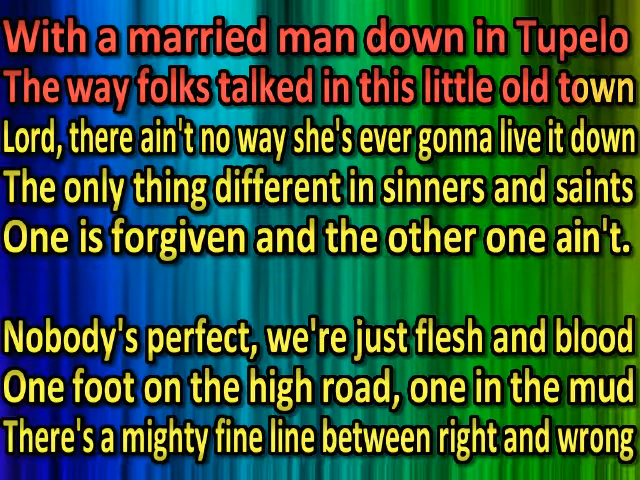 With a married man down in Tupelo
The way folks talked in this little old town
Lord, there ain't no way she's ever gonna live it down
The only thing different in sinners and saints
One is forgiven and the other one ain't.
Nobody's perfect, we're just flesh and blood
One foot on the high road, one in the mud
There's a mighty fine line between right and wrong